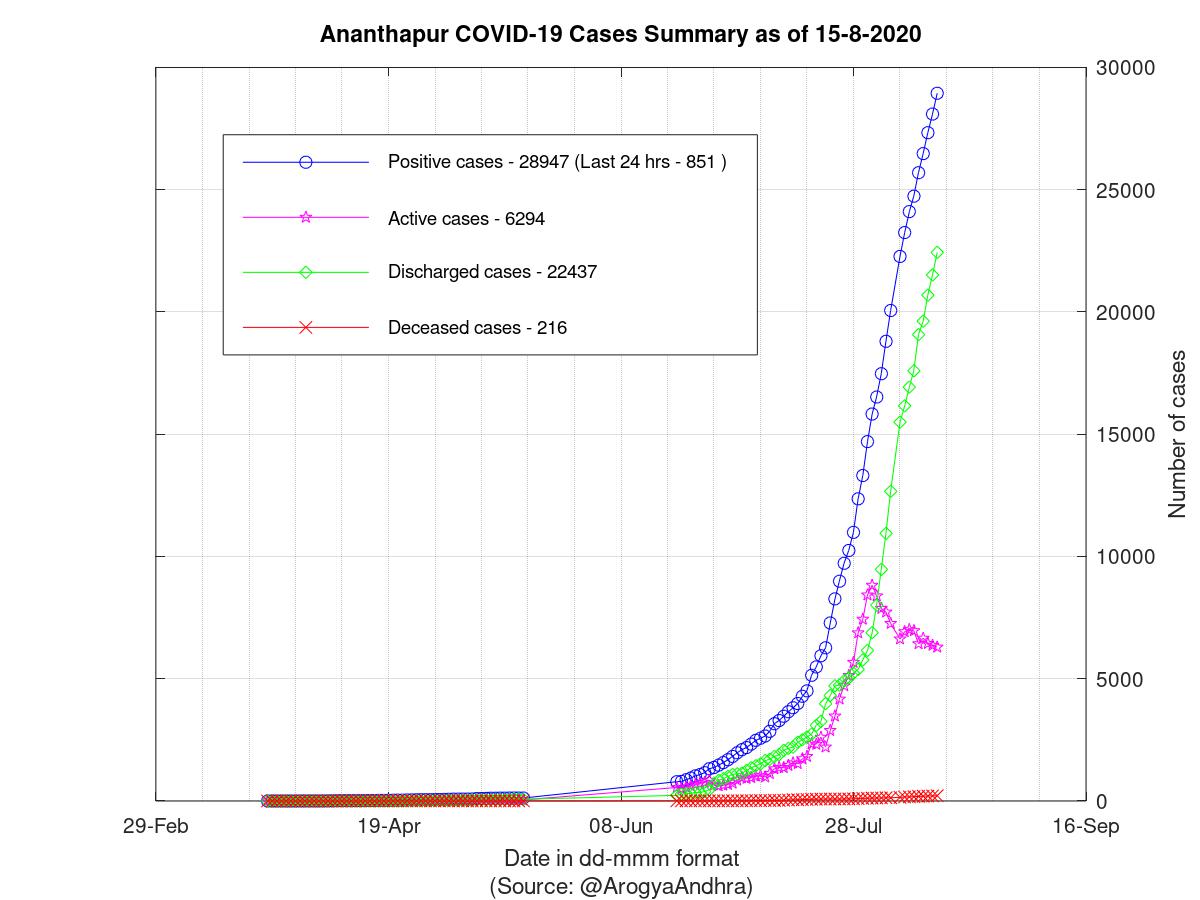 Ananthapur COVID-19 Cases Summary as of 15-8-2020
30000
25000
20000
15000
10000
5000
0
Number of cases
Positive cases - 28947 (Last 24 hrs - 851 )
Active cases - 6294
Discharged cases - 22437
Deceased cases - 216
29-Feb 19-Apr 08-Jun 28-Jul 16-Sep
Date in dd-mmm format
(Source: @ArogyaAndhra)